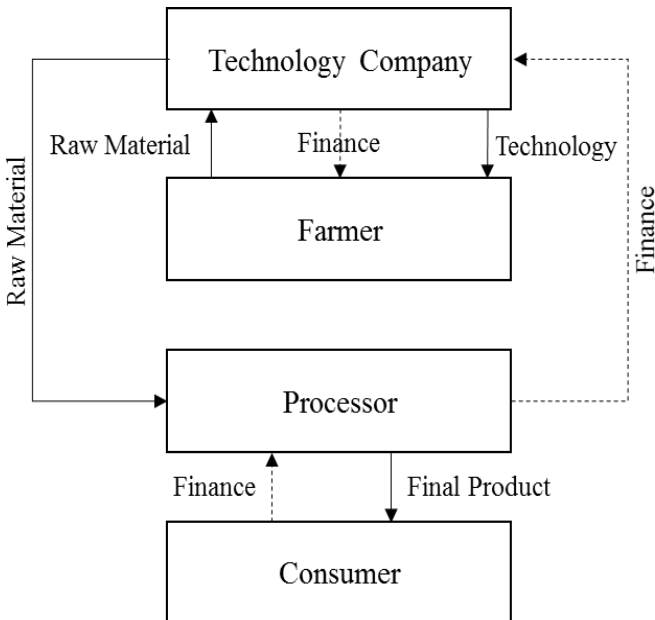 Technology Company
Raw Material
Finance
Technology
Farmer
Raw Material
Finance
Processor
Finance
Final Product
Consumer